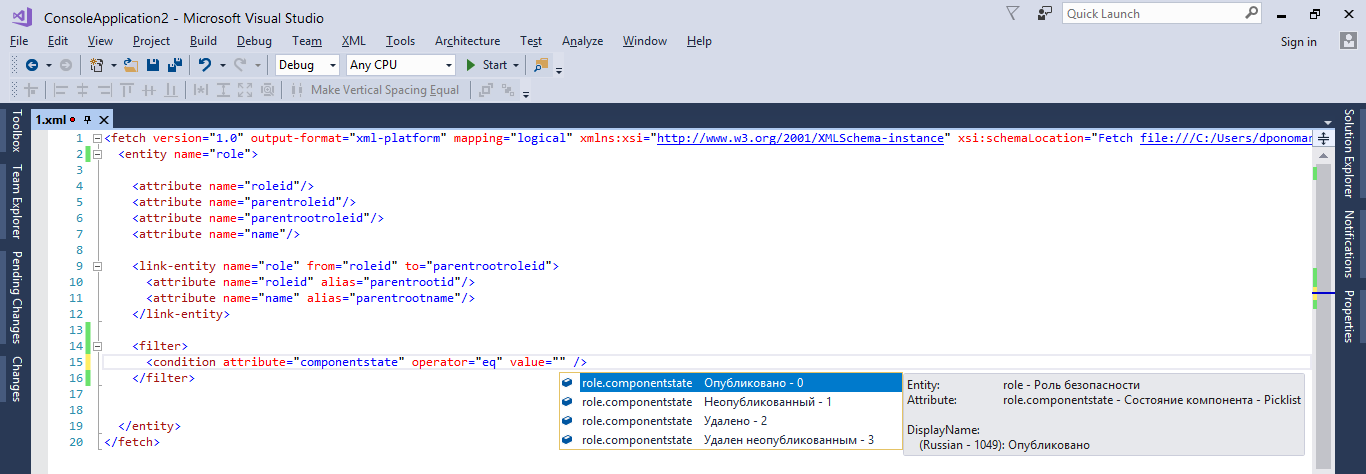 ConsoleApplication2 - Microsoft Visual Studio
Quick Launch
File Edit View Project Build Debug Team XML Tools Architecture Test Analyze Window Help
Sign in
Debug Any CPU Start
Make Vertical Spacing Equal
Toolbox
Team Explorer
Pending Changes
Changes
1.xml
1 <fetch version="1.0" output-format="xml-platform" mapping="logical" xmlns:xsi="http://www.w3.org/2001/XMLSchema-instance" xsi:schemaLocation="Fetch file:///C:/Users/dponomar
2 <entity name="role">
3
4 <attribute name="roleid"/>
5 <attribute name="parentroleid"/>
6 <attribute name="parentrootroleid"/>
7 <attribute name="name"/>
8
9 <link-entity name="role" from="roleid" to="parentrootroleid">
10 <attribute name="roleid" alias="parentrootid"/>
11 <attribute name="name" alias="parentrootname"/>
12 </link-entity>
13
14 <filter>
15 <condition attribute="componentstate" operator="eq" value="" />
16 </filter>
17
18
19 </entity>
20 </fetch>
role.componentstate Опубликовано - 0
role.componentstate Неопубликованный - 1
role.componentstate Удалено - 2
role.componentstate Удален неопубликованным - 3
Entity: role - Роль безопасности
Attribute: role.componentstate - Состояние компонента - Picklist
DisplayName:
(Russian - 1049): Опубликовано
Solution Explorer
Notifications
Properties